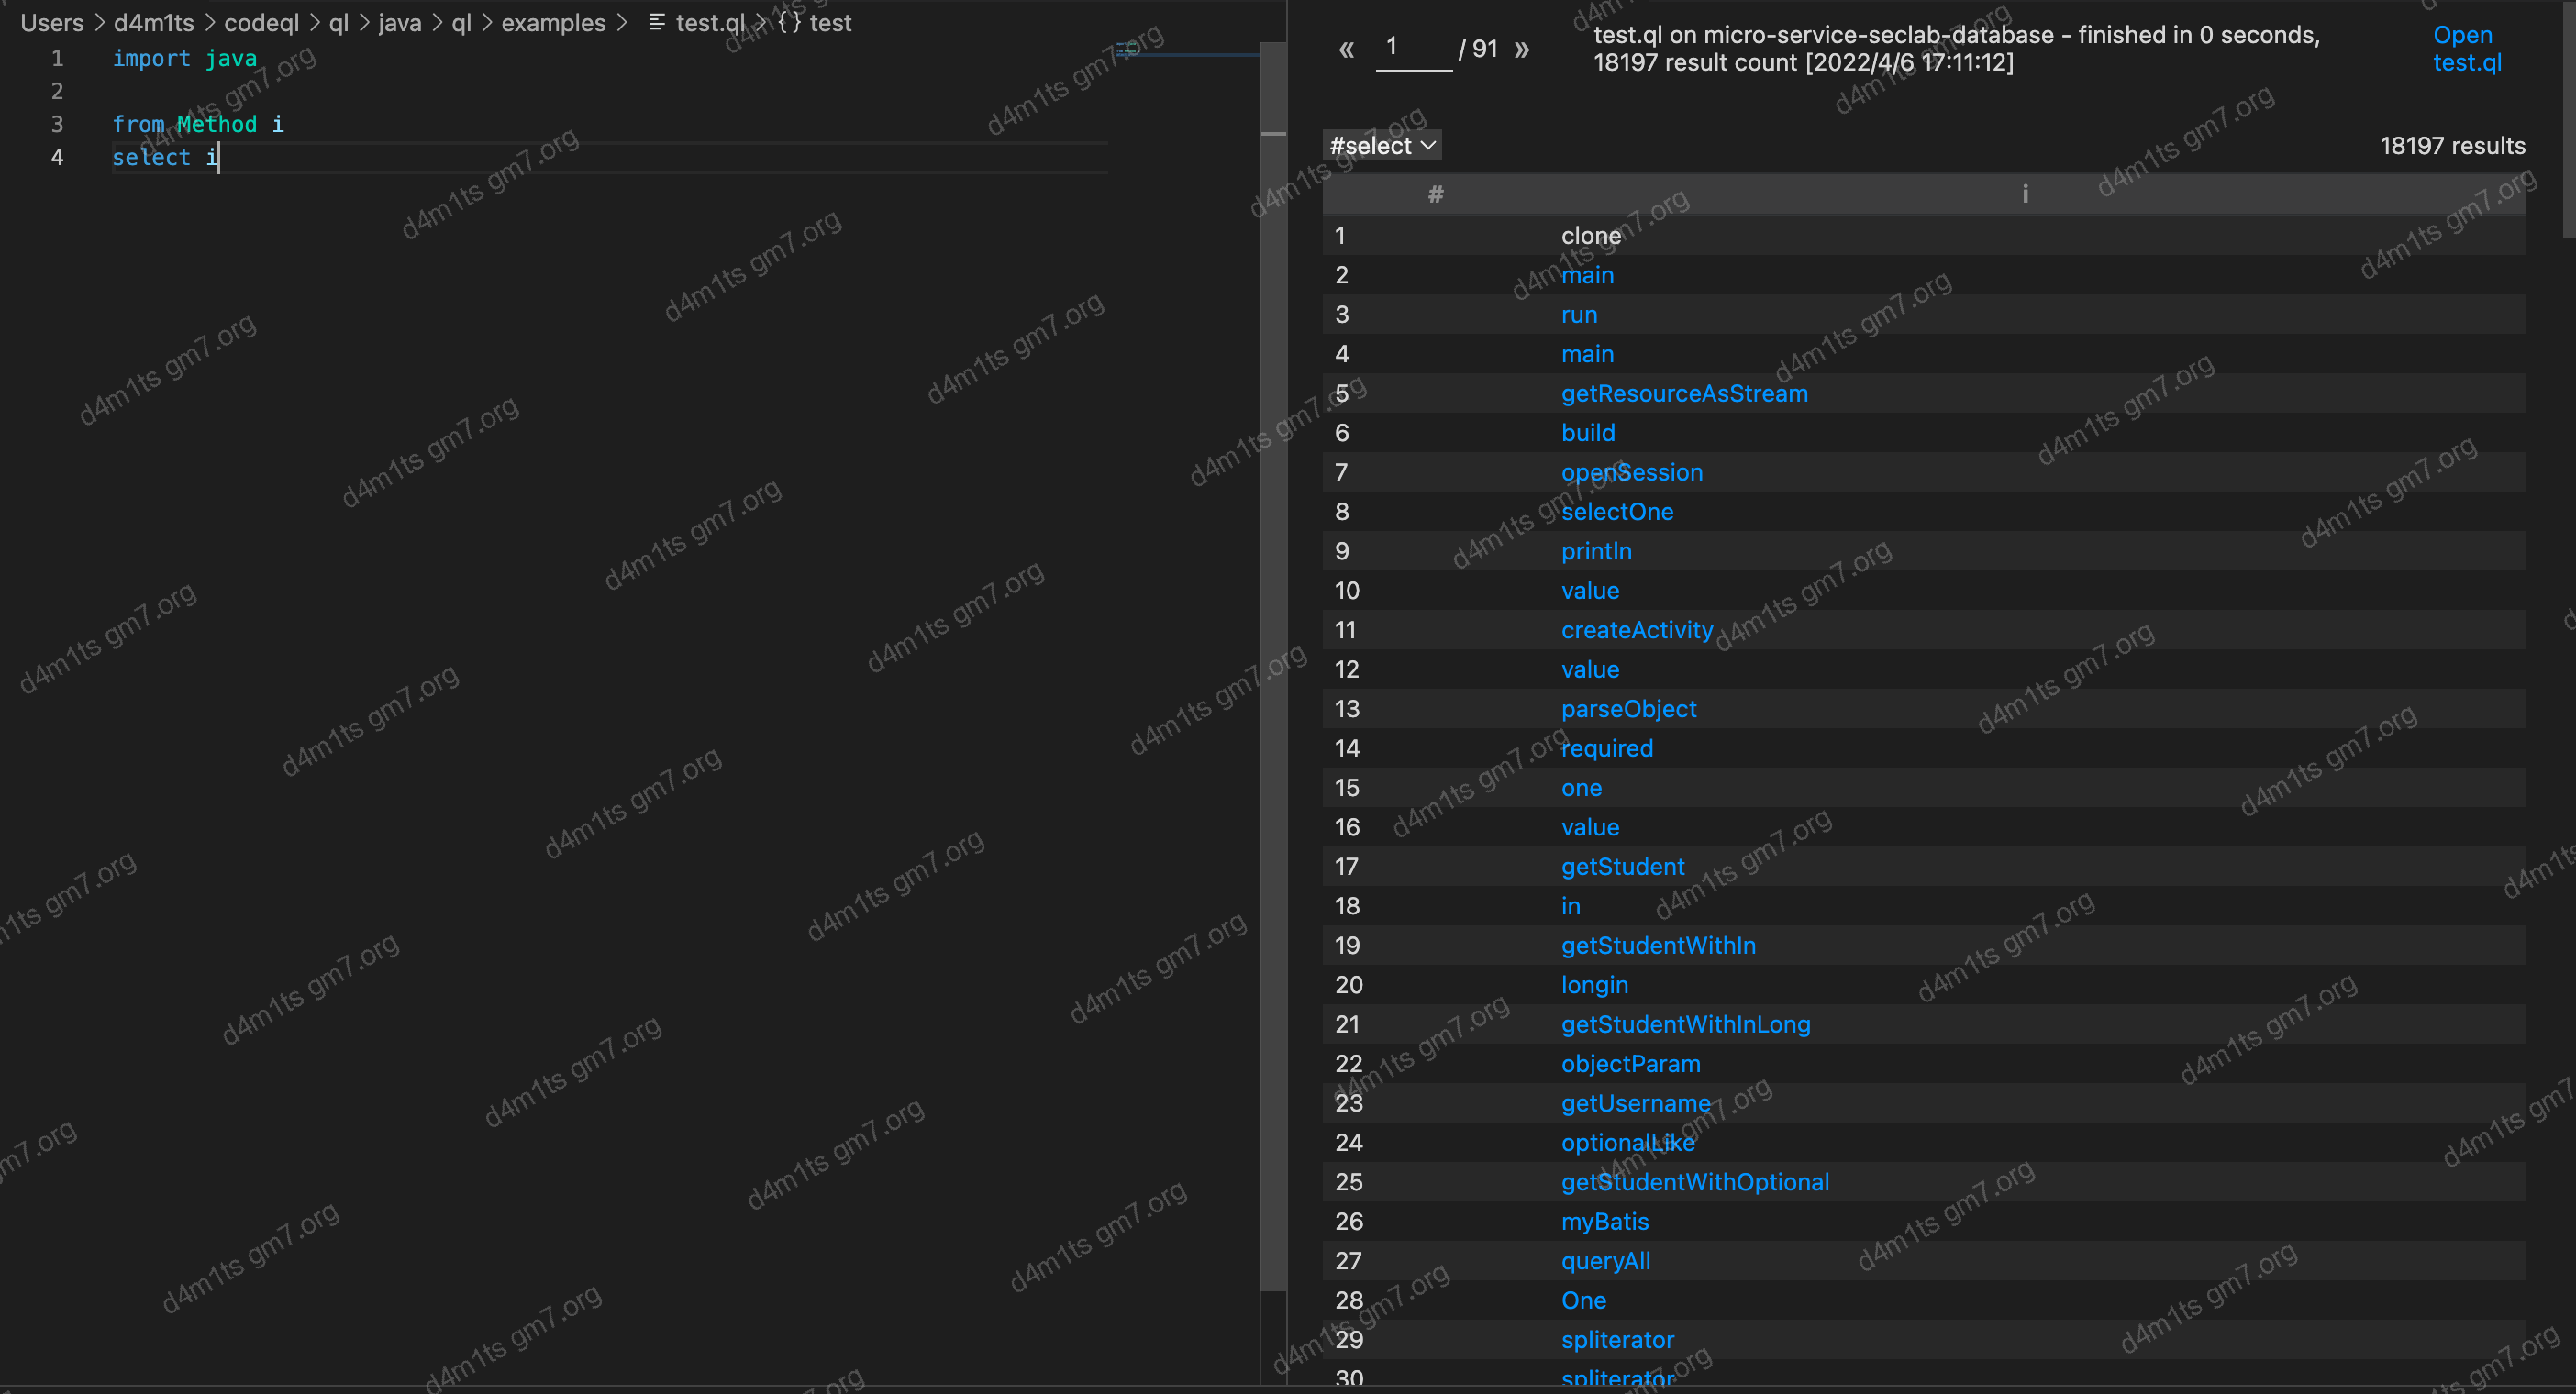 Users > d4m1ts > codeql > ql > java > ql > examples > test.ql > {} test
1 import java
2
3 from Method i
4 select i
« 1 / 91 »
test.ql on micro-service-seclab-database - finished in 0 seconds,
18197 result count [2022/4/6 17:11:12]
Open
test.ql
#select
18197 results
# i
1 clone
2 main
3 run
4 main
5 getResourceAsStream
6 build
7 openSession
8 selectOne
9 println
10 value
11 createActivity
12 value
13 parseObject
14 required
15 one
16 value
17 getStudent
18 in
19 getStudentWithIn
20 longin
21 getStudentWithInLong
22 objectParam
23 getUsername
24 optionalLike
25 getStudentWithOptional
26 myBatis
27 queryAll
28 One
29 spliterator
30 spliterator
d4m1ts gm7.org